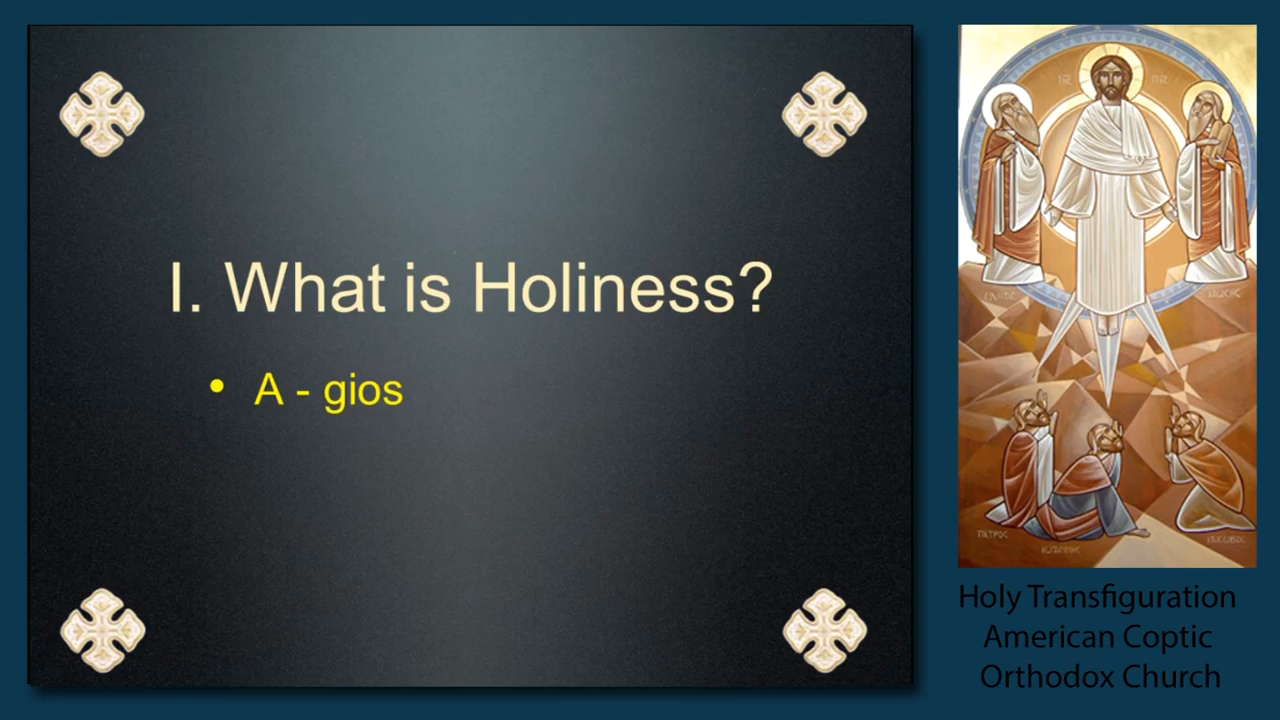 I. What is Holiness?
• A - gios
Holy Transfiguration
American Coptic
Orthodox Church